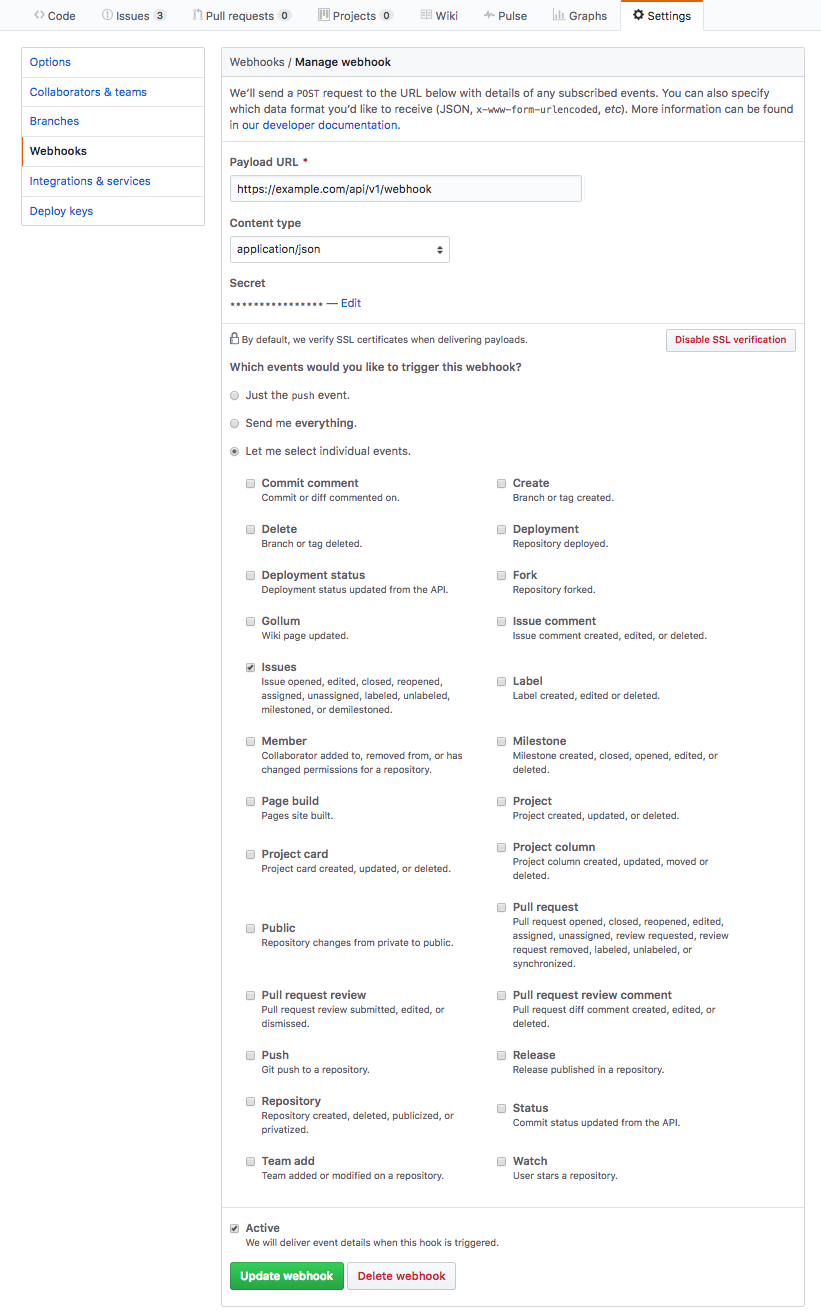 Code Issues 3 Pull requests 0 Projects 0 Wiki Pulse Graphs Settings
Options
Collaborators & teams
Branches
Webhooks
Integrations & services
Deploy keys
Webhooks / Manage webhook
We'll send a POST request to the URL below with details of any subscribed events. You can also specify
which data format you'd like to receive (JSON, x-www-form-urlencoded, etc). More information can be found
in our developer documentation.
Payload URL *
https://example.com/api/v1/webhook
Content type
application/json
Secret
**************** — Edit
By default, we verify SSL certificates when delivering payloads.
Disable SSL verification
Which events would you like to trigger this webhook?
Just the push event.
Send me everything.
Let me select individual events.
Commit comment
Commit or diff commented on.
Create
Branch or tag created.
Delete
Branch or tag deleted.
Deployment
Repository deployed.
Deployment status
Deployment status updated from the API.
Fork
Repository forked.
Gollum
Wiki page updated.
Issue comment
Issue comment created, edited, or deleted.
Issues
Issue opened, edited, closed, reopened,
assigned, unassigned, labeled, unlabeled,
milestoned, or demilestoned.
Label
Label created, edited or deleted.
Member
Collaborator added to, removed from, or has
changed permissions for a repository.
Milestone
Milestone created, closed, opened, edited, or
deleted.
Page build
Pages site built.
Project
Project created, updated, or deleted.
Project card
Project card created, updated, or deleted.
Project column
Project column created, updated, moved or
deleted.
Public
Repository changes from private to public.
Pull request
Pull request opened, closed, reopened, edited,
assigned, unassigned, review requested, review
request removed, labeled, unlabeled, or
synchronized.
Pull request review
Pull request review submitted, edited, or
dismissed.
Pull request review comment
Pull request diff comment created, edited, or
deleted.
Push
Git push to a repository.
Release
Release published in a repository.
Repository
Repository created, deleted, publicized, or
privatized.
Status
Commit status updated from the API.
Team add
Team added or modified on a repository.
Watch
User stars a repository.
Active
We will deliver event details when this hook is triggered.
Update webhook
Delete webhook